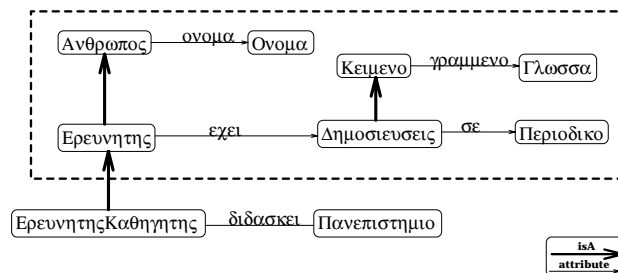 Ανθρωπος ονομα Ονομα
Κειμενο γραμμενο Γλωσσα
Ερευνητης εχει Δημοσιευσεις σε Περιοδικο
ΕρευνητηςΚαθηγητης διδασκει Πανεπιστημιο
isA
attribute